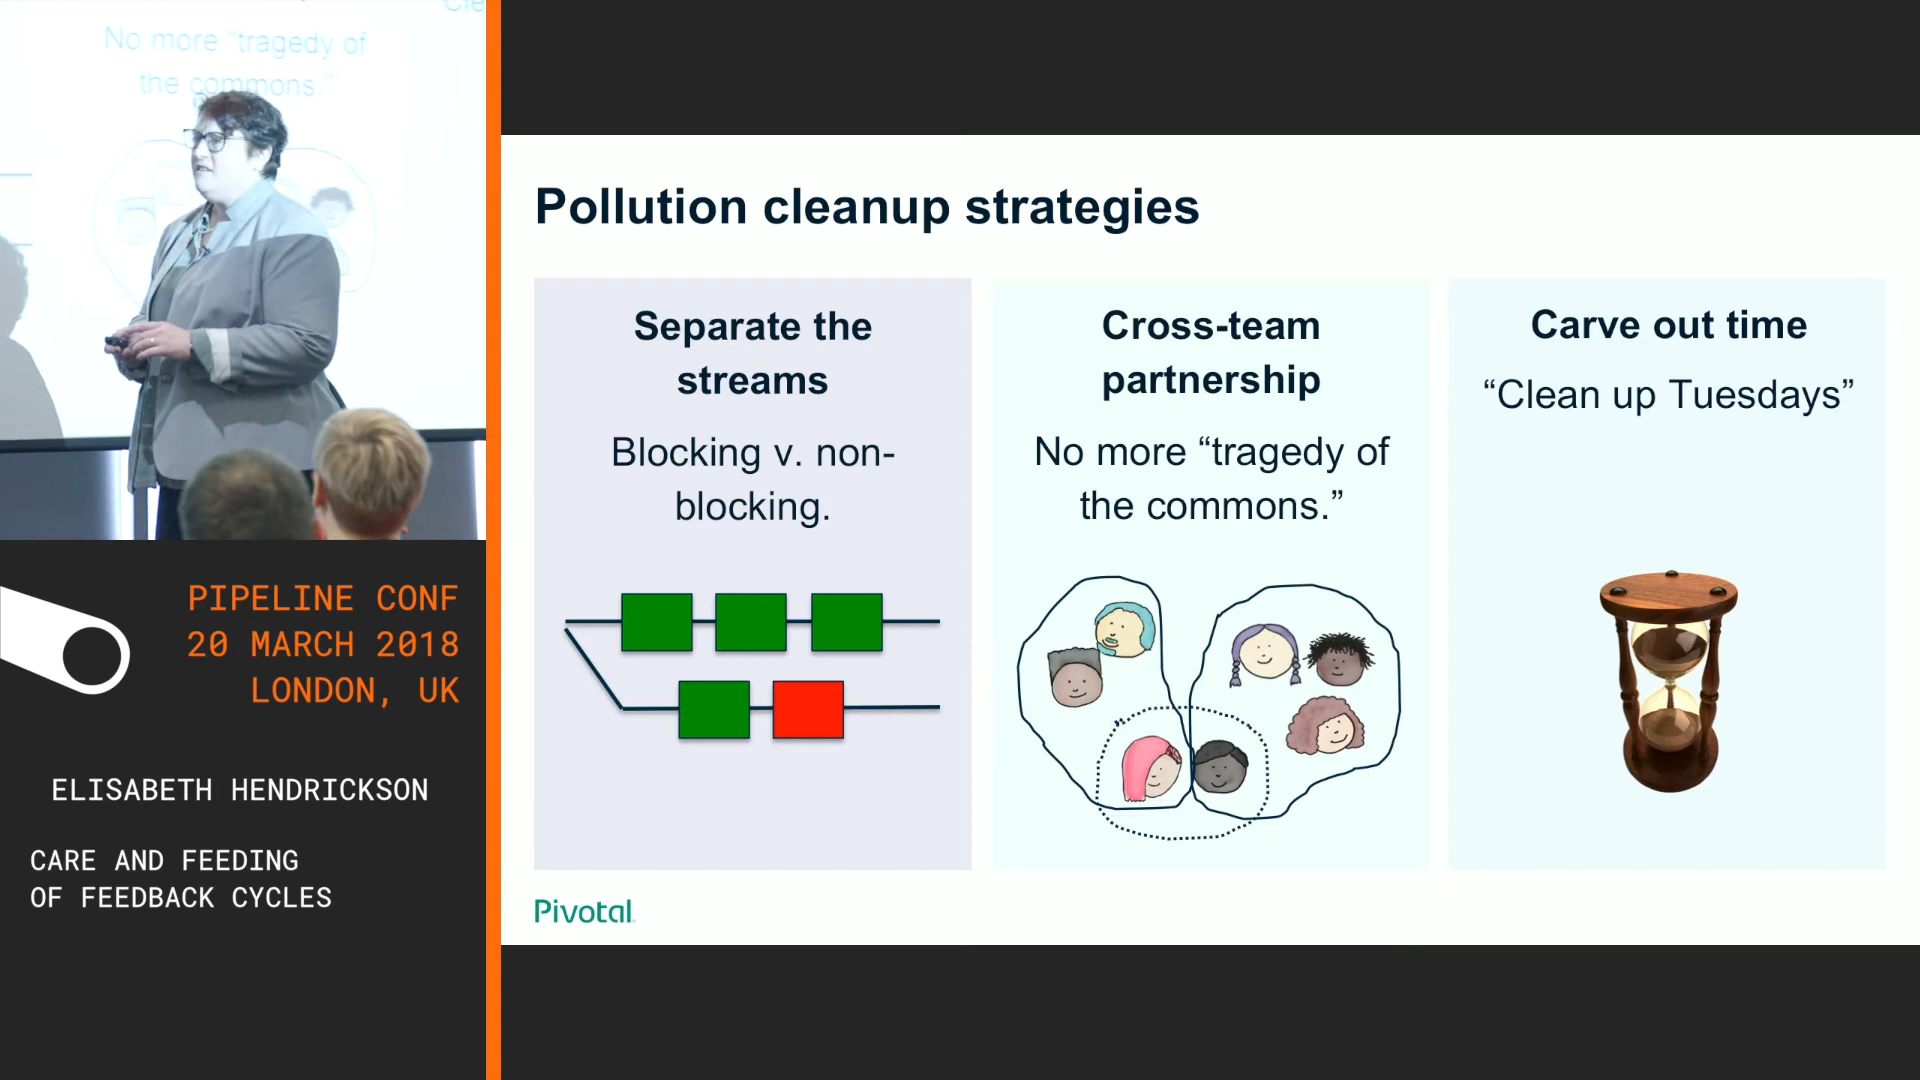 Cle
No more “tragedy of
the commons.”
PIPELINE CONF
20 MARCH 2018
LONDON, UK
ELISABETH HENDRICKSON
CARE AND FEEDING
OF FEEDBACK CYCLES
Pollution cleanup strategies
Separate the
streams
Blocking v. non-
blocking.
Cross-team
partnership
No more “tragedy of
the commons.”
Carve out time
“Clean up Tuesdays”
Pivotal